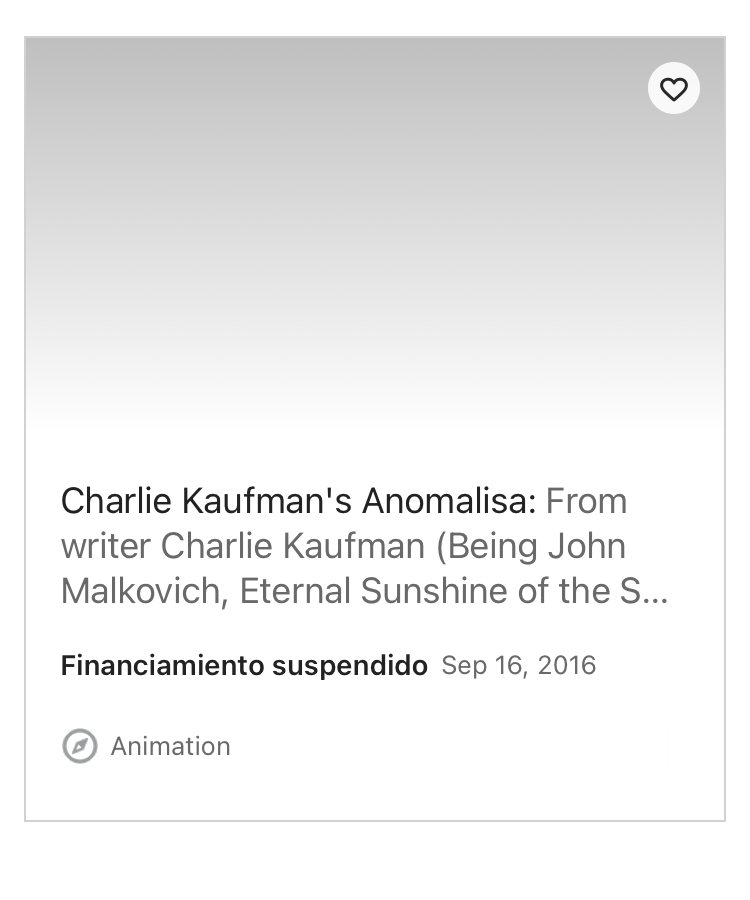 Charlie Kaufman's Anomalisa: From
writer Charlie Kaufman (Being John
Malkovich, Eternal Sunshine of the S...
Financiamiento suspendido Sep 16, 2016
Animation